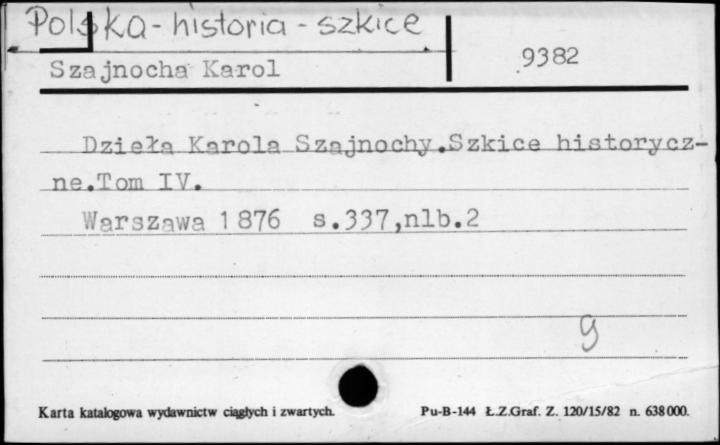 Polska - historia - szkice
Szajnocha Karol
9382
Dzieła Karola Szajnochy.Szkice historycz-
ne.Tom IV.
Warszawa 1876 s.337,nlb.2
g
Karta katalogowa wydawnictw ciągłych i zwartych.
Pu-B-144 Ł.Z.Graf. Z. 120/15/82 n. 638000.